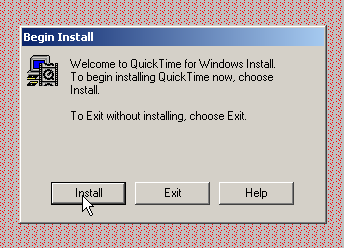 Begin Install
Welcome to QuickTime for Windows Install.
To begin installing QuickTime now, choose
Install.
To Exit without installing, choose Exit.
Install
Exit
Help